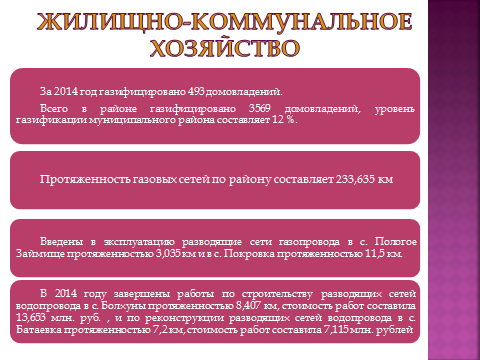 ЖИЛИЩНО-КОММУНАЛЬНОЕ
ХОЗЯЙСТВО
За 2014 год газифицировано 493 домовладений.
Всего в районе газифицировано 3569 домовладений, уровень
газификации муниципального района составляет 12 % .
Протяженность газовых сетей по району составляет 233,635 км
Введены в эксплуатацию разводящие сети газопровода в с. Пологое
Займище протяженностью 3,035 км и в с. Покровка протяженностью 11,5 км.
В 2014 году завершены работы по строительству разводящих сетей
водопровода в с. Болхуны протяженностью 8,407 км, стоимость работ составила
13,653 млн. руб. , и по реконструкции разводящих сетей водопровода в с.
Батаевка протяженностью 7,2 км, стоимость работ составила 7,115 млн. рублей